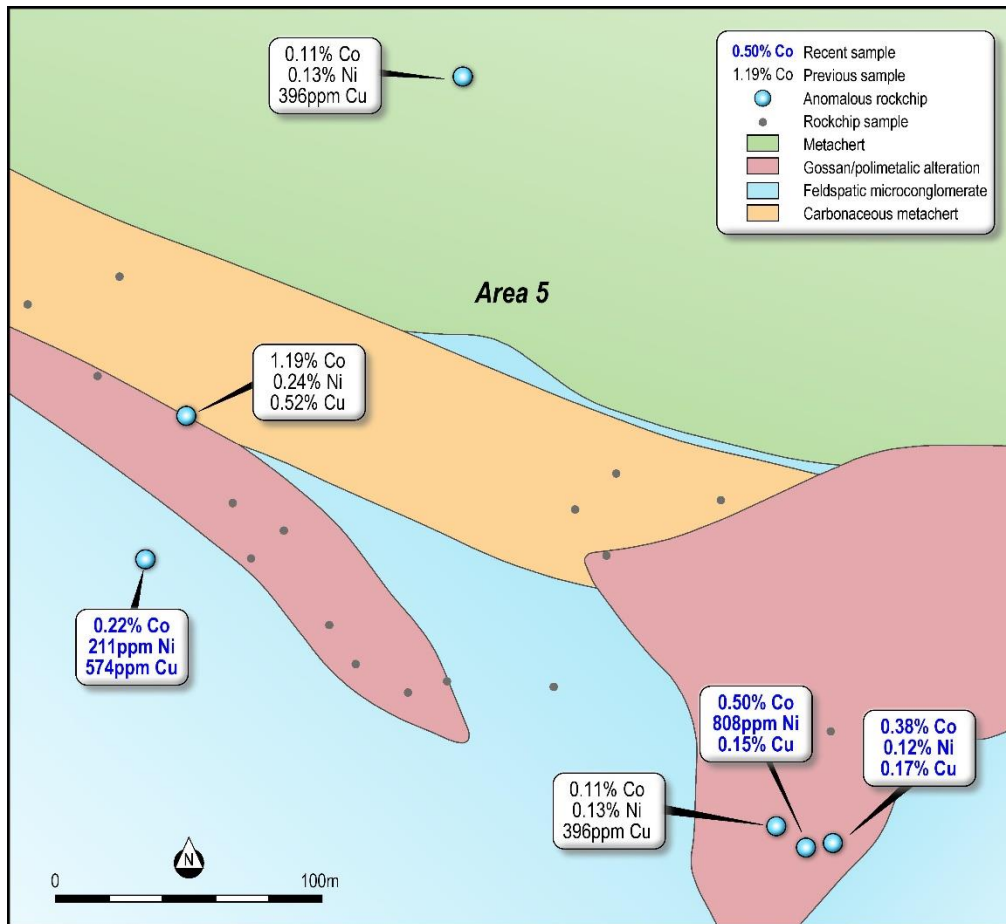 0.11% Co
0.13% Ni
396ppm Cu
0.50% Co Recent sample
1.19% Co Previous sample
Anomalous rockchip
Rockchip sample
Metachert
Gossan/polimetalic alteration
Feldspatic microconglomerate
Carbonaceous metachert
Area 5
1.19% Co
0.24% Ni
0.52% Cu
0.22% Co
211ppm Ni
574ppm Cu
0.50% Co
808ppm Ni
0.15% Cu
0.38% Co
0.12% Ni
0.17% Cu
0.11% Co
0.13% Ni
396ppm Cu
N
0 100m